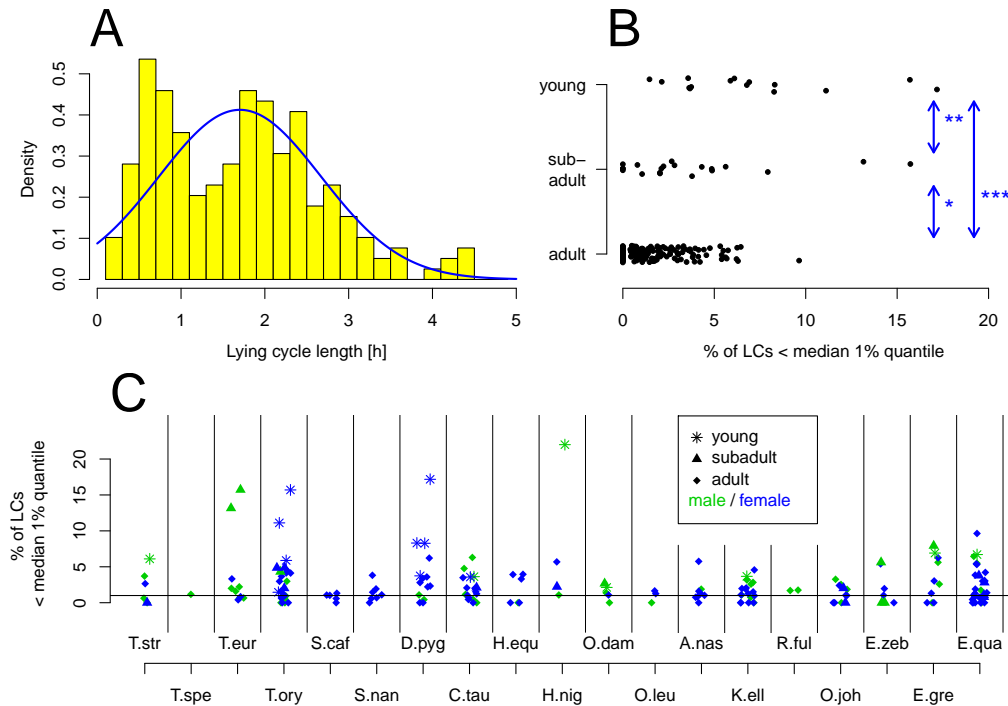 A
Density
0.0 0.1 0.2 0.3 0.4 0.5
0 1 2 3 4 5
Lying cycle length [h]
B
young
sub−
adult
adult
**
*
***
0 5 10 15 20
% of LCs < median 1% quantile
C
% of LCs
< median 1% quantile
0 5 10 15 20
young
subadult
adult
male / female
T.str T.eur S.caf D.pyg H.equ O.dam A.nas R.ful E.zeb E.qua
T.spe T.ory S.nan C.tau H.nig O.leu K.ell O.joh E.gre